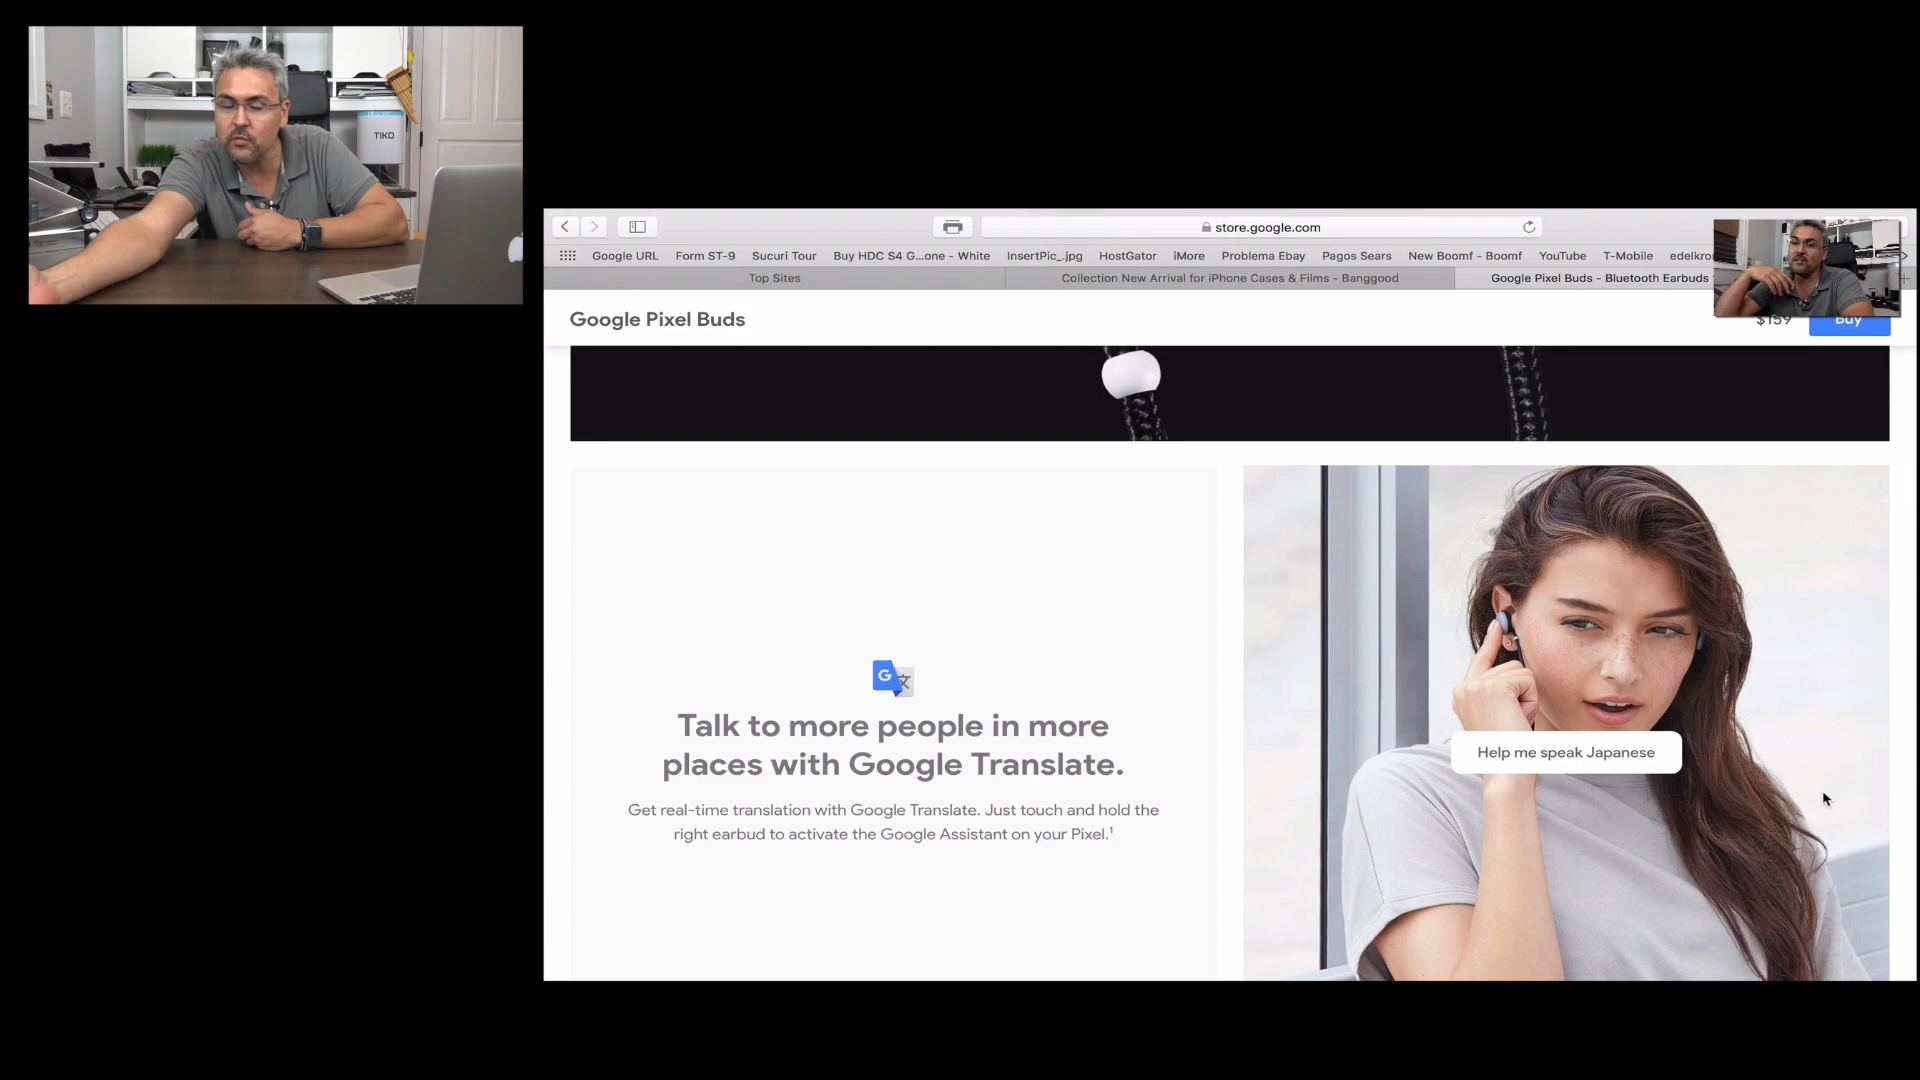 TIKO
store.google.com
Google URL
Form ST-9
Sucuri Tour
Buy HDC S4 G...one - White
InsertPic_.jpg
HostGator
iMore
Problema Ebay
Pagos Sears
New Boomf - Boomf
YouTube
T-Mobile
edelkro
Top Sites
Collection New Arrival for iPhone Cases & Films - Banggood
Google Pixel Buds - Bluetooth Earbuds
Google Pixel Buds
$159
Buy
G
Talk to more people in more
places with Google Translate.
Get real-time translation with Google Translate. Just touch and hold the
right earbud to activate the Google Assistant on your Pixel.¹
Help me speak Japanese